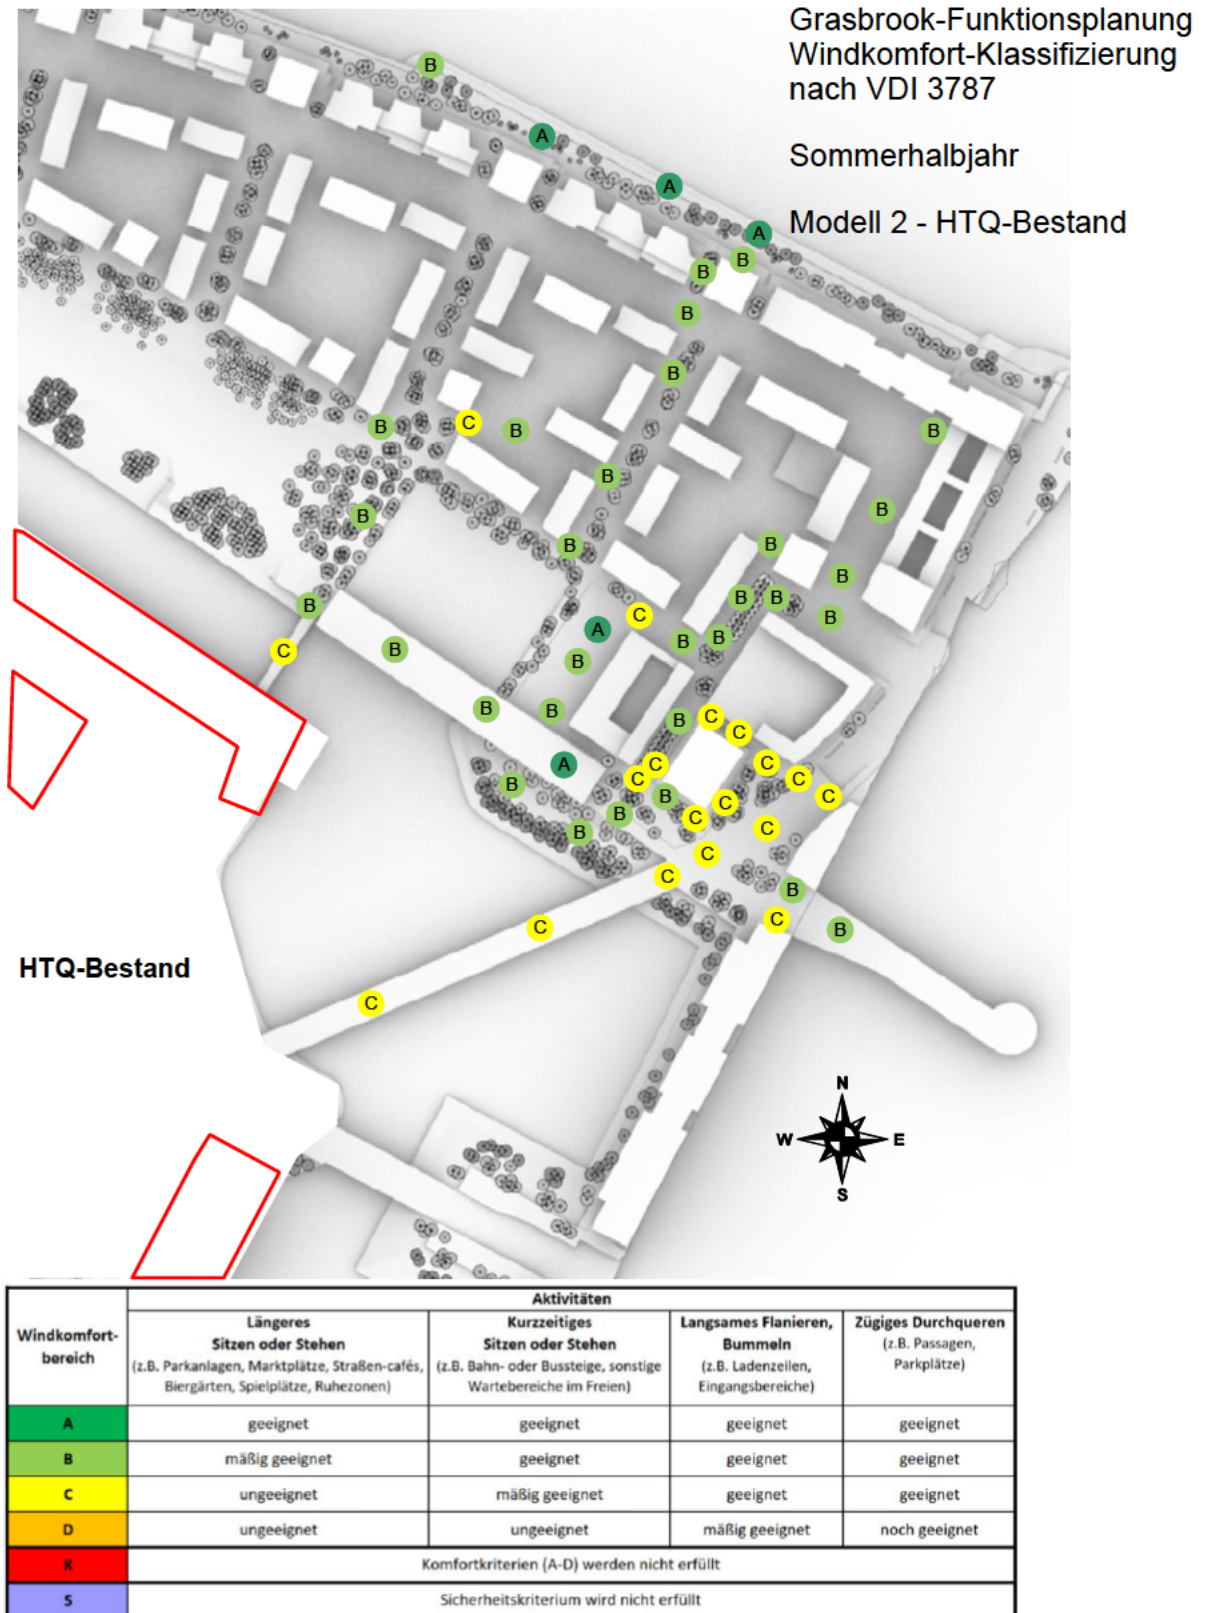 Grasbrook-Funktionsplanung
Windkomfort-Klassifizierung
nach VDI 3787
Sommerhalbjahr
Modell 2 - HTQ-Bestand
B
A
A
A
B
B
B
B
B
C
B
B
B
B
B
B
B
B
B
B
B
B
A
C
B
B
C
B
B
B
B
B
B
C
C
A
C
C
C
C
C
B
B
C
B
C
C
B
C
C
B
C
C
B
C
HTQ-Bestand
N
W E
S
Windkomfort-
bereich
Aktivitäten
Längeres
Sitzen oder Stehen
(z.B. Parkanlagen, Marktplätze, Straßen-cafés,
Biergärten, Spielplätze, Ruhezonen)
Kurzzeitiges
Sitzen oder Stehen
(z.B. Bahn- oder Bussteige, sonstige
Wartebereiche im Freien)
Langsames Flanieren,
Bummeln
(z.B. Ladenzeilen,
Eingangsbereiche)
Zügiges Durchqueren
(z.B. Passagen,
Parkplätze)
A geeignet geeignet geeignet geeignet
B mäßig geeignet geeignet geeignet geeignet
C ungeeignet mäßig geeignet geeignet geeignet
D ungeeignet ungeeignet mäßig geeignet noch geeignet
K Komfortkriterien (A-D) werden nicht erfüllt
S Sicherheitskriterium wird nicht erfüllt